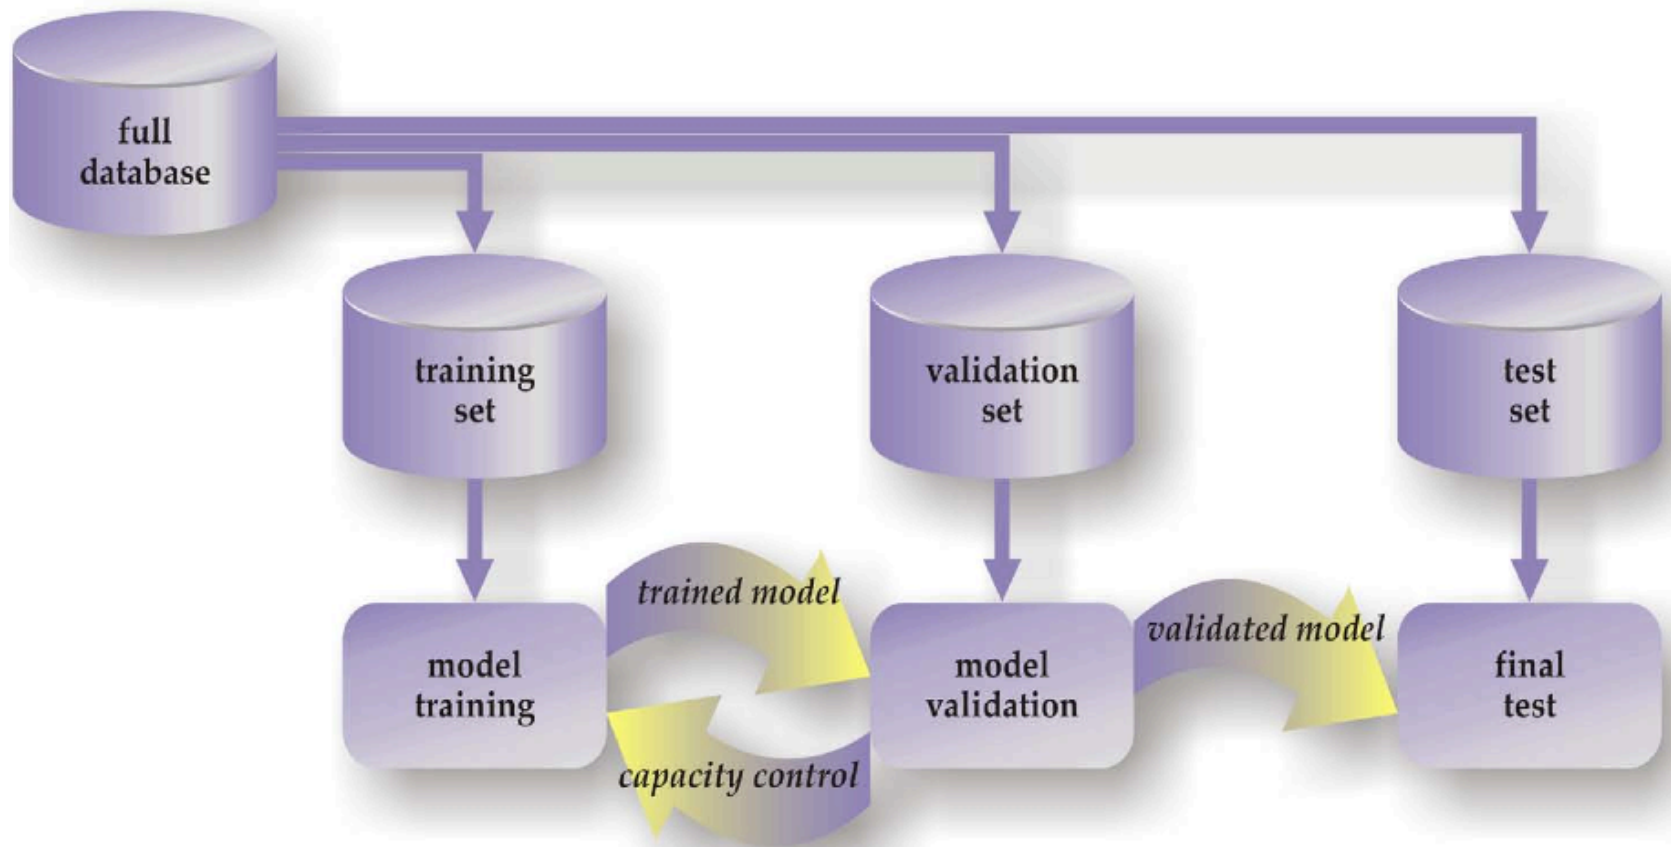 full
database
training
set
validation
set
test
set
trained model
validated model
model
training
model
validation
final
test
capacity control